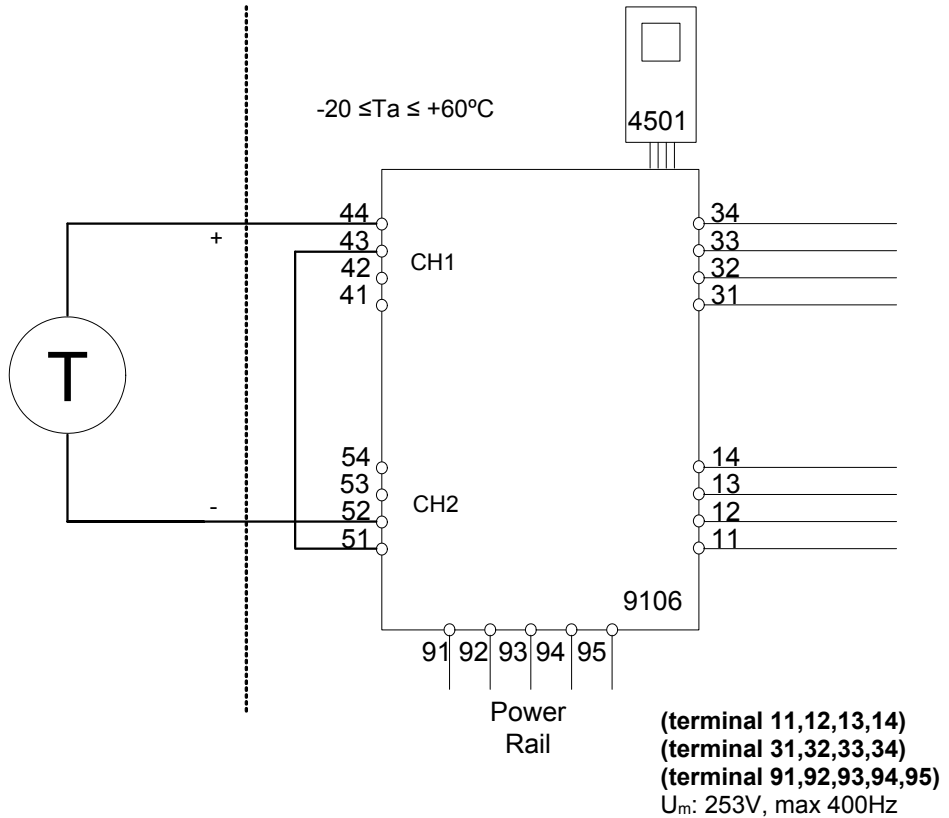 -20 ≤Ta ≤ +60ºC
4501
44
43
42
41
+
CH1
34
33
32
31
T
54
53
52
51
-
CH2
14
13
12
11
9106
91 92 93 94 95
Power
Rail
(terminal 11,12,13,14)
(terminal 31,32,33,34)
(terminal 91,92,93,94,95)
Um: 253V, max 400Hz